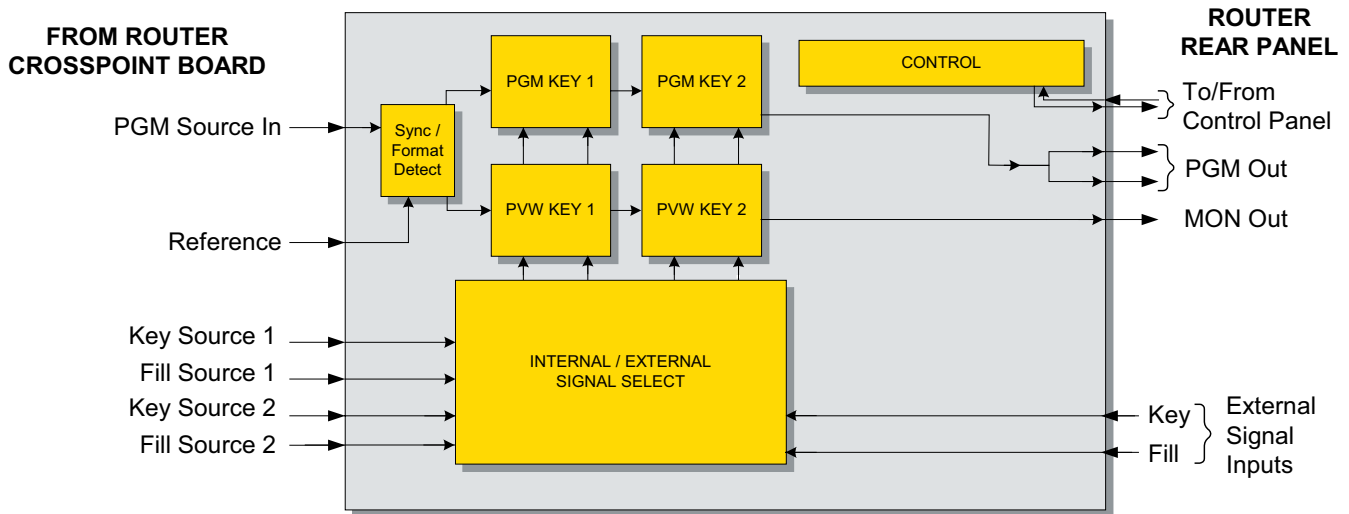 FROM ROUTER
CROSSPOINT BOARD
ROUTER
REAR PANEL
PGM KEY 1
PGM KEY 2
CONTROL
To/From
Control Panel
PGM Source In
Sync /
Format
Detect
PGM Out
PVW KEY 1
PVW KEY 2
MON Out
Reference
Key Source 1
Fill Source 1
Key Source 2
Fill Source 2
INTERNAL / EXTERNAL
SIGNAL SELECT
Key
Fill
External
Signal
Inputs